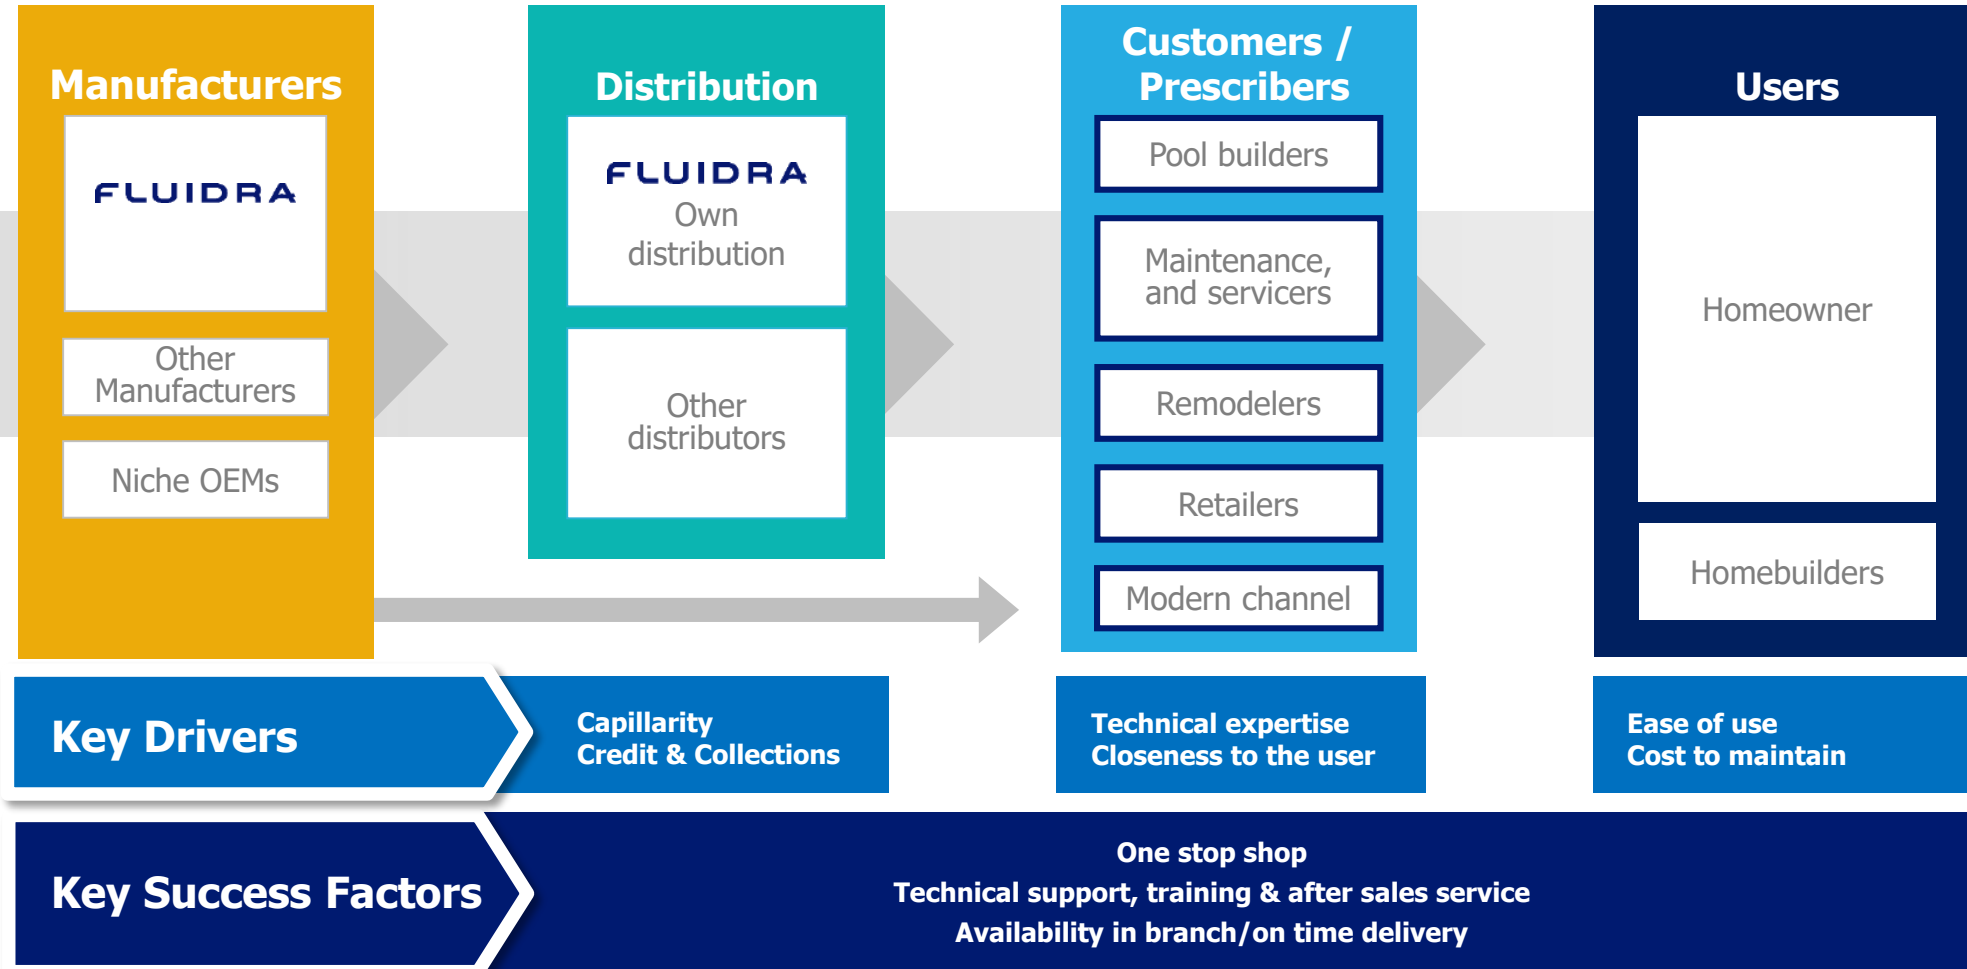 Manufacturers
FLUIDRA
Other
Manufacturers
Niche OEMs
Distribution
FLUIDRA
Own
distribution
Other
distributors
Customers /
Prescribers
Pool builders
Maintenance,
and servicers
Remodelers
Retailers
Modern channel
Users
Homeowner
Homebuilders
Key Drivers
Capillarity
Credit & Collections
Technical expertise
Closeness to the user
Ease of use
Cost to maintain
Key Success Factors
One stop shop
Technical support, training & after sales service
Availability in branch/on time delivery